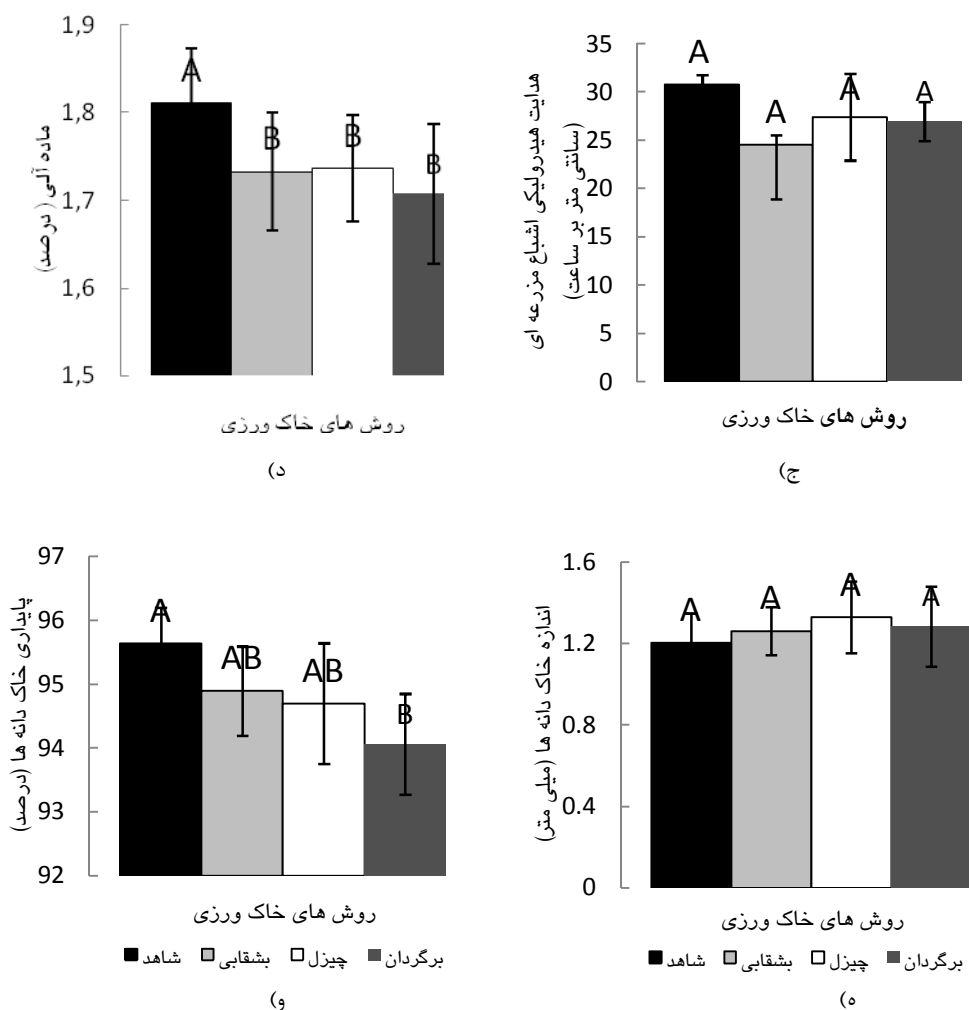 هدایت هیدرولیکی اشباع مزرعه ای
(سانتی متر بر ساعت)
35
30
25
20
15
10
5
0
A
A
A
A
روش های خاک ورزی
ج)
ماده آلی (درصد)
1,9
1,8
1,7
1,6
1,5
A
B
B
B
روش های خاک ورزی
د)
اندازه خاک دانه ها (میلی متر)
1.6
1.2
0.8
0.4
0
A
A
A
A
روش های خاک ورزی
شاهد بشقابی چیزل برگردان
ه)
پایداری خاک دانه ها (درصد)
97
96
95
94
93
92
A
AB
AB
B
روش های خاک ورزی
شاهد بشقابی چیزل برگردان
و)